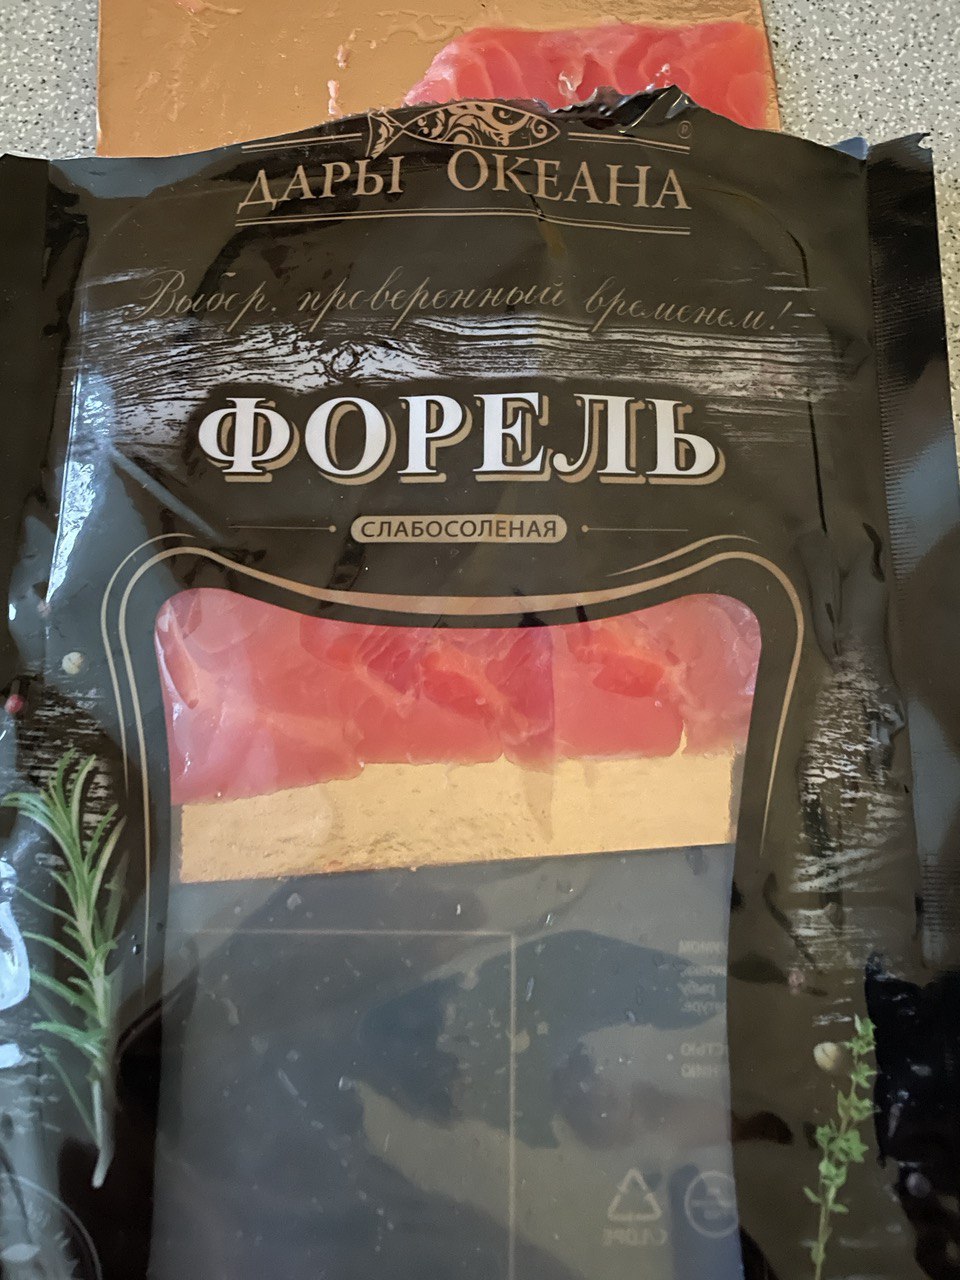 ДАРЫ ОКЕАНА ®
Выбор, проверенный временем!
ФОРЕЛЬ
СЛАБОСОЛЕНАЯ